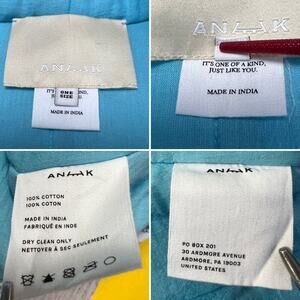 ANAAK
IT'S ONE OF A KIND,
ONE
SIZE
MADE IN INDIA
ANAAK
IT'S ONE OF A KIND,
JUST LIKE YOU.
MADE IN INDIA
ANAAK
100% COTTON
100% COTON
MADE IN INDIA
FABRIQUÉ EN INDE
DRY CLEAN ONLY
NETTOYER À SEC SEULEMENT
ANAAK
PO BOX 201
30 ARDMORE AVENUE
ARDMORE, PA 19003
UNITED STATES